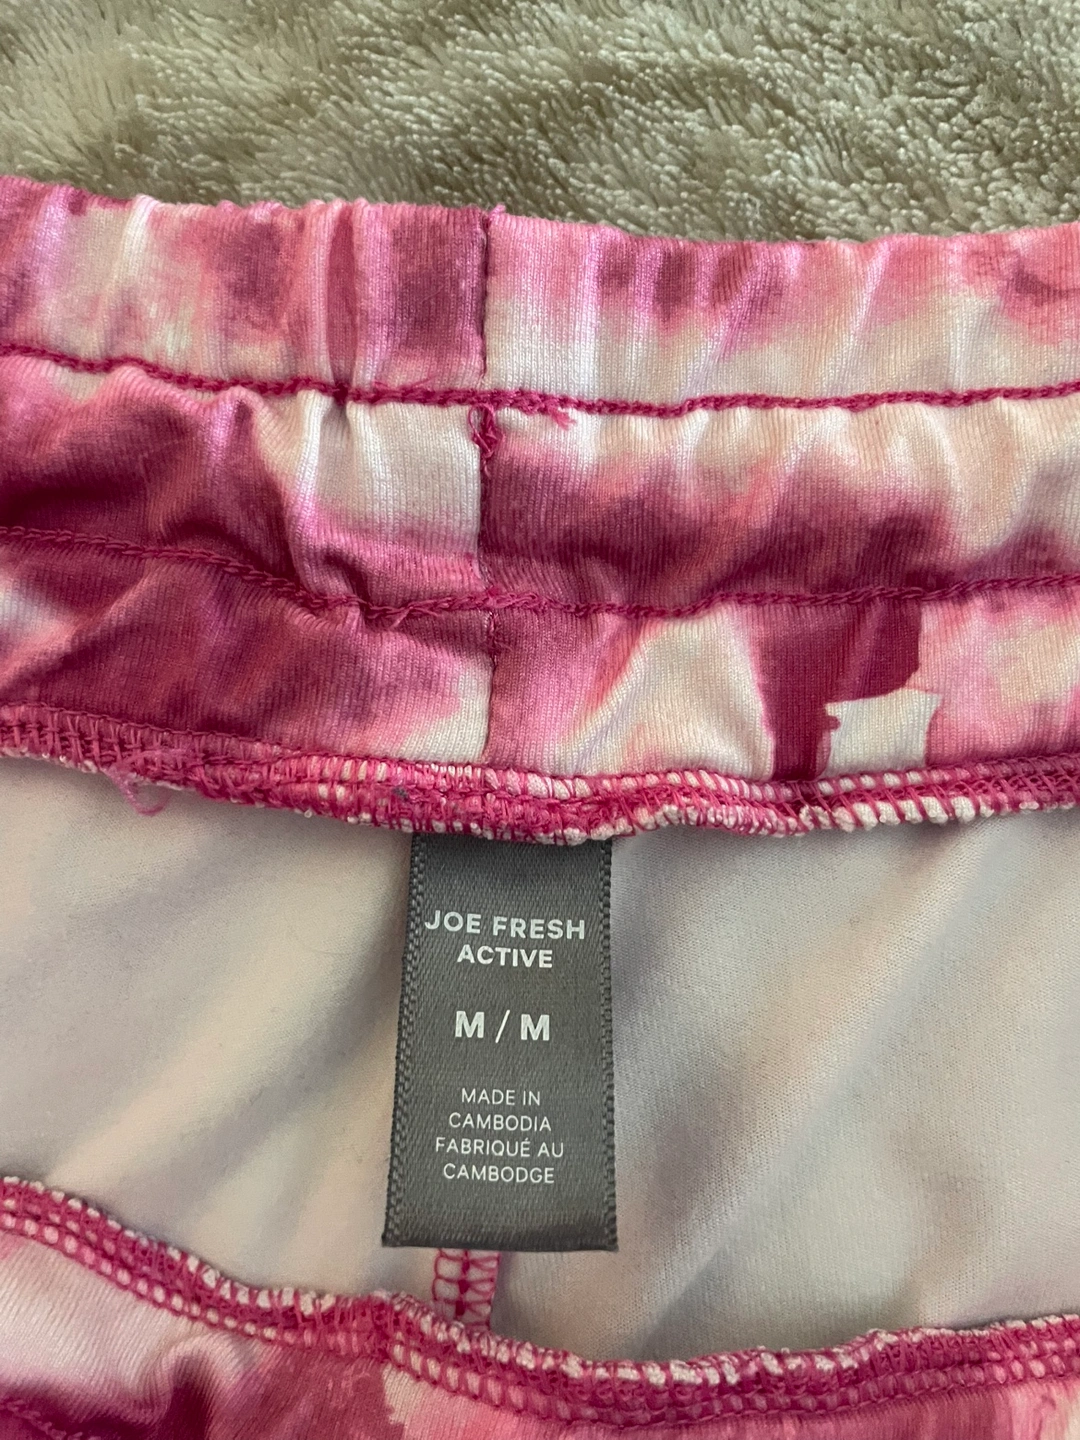 JOE FRESH
ACTIVE
M / M
MADE IN
CAMBODIA
FABRIQUÉ AU
CAMBODGE